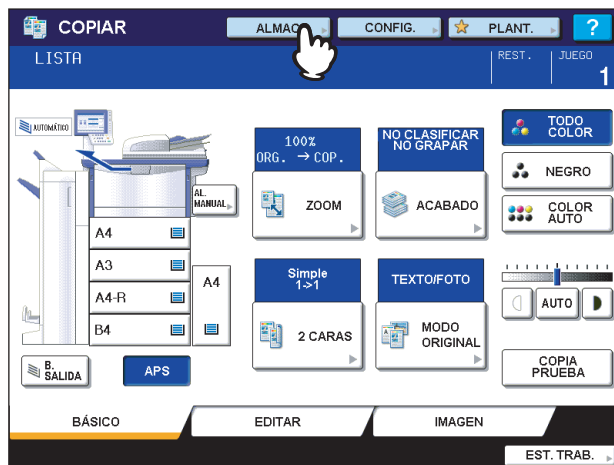 COPIAR
ALMAC.
CONFIG.
PLANT.
?
LISTA
REST.
JUEGO
1
AUTOMÁTICO
AL.
MANUAL
A4
A3
A4-R
B4
A4
B.
SALIDA
APS
100%
ORG. → COP.
ZOOM
NO CLASIFICAR
NO GRAPAR
ACABADO
Simple
1->1
2 CARAS
TEXTO/FOTO
MODO
ORIGINAL
TODO
COLOR
NEGRO
COLOR
AUTO
AUTO
COPIA
PRUEBA
BÁSICO
EDITAR
IMAGEN
EST. TRAB.